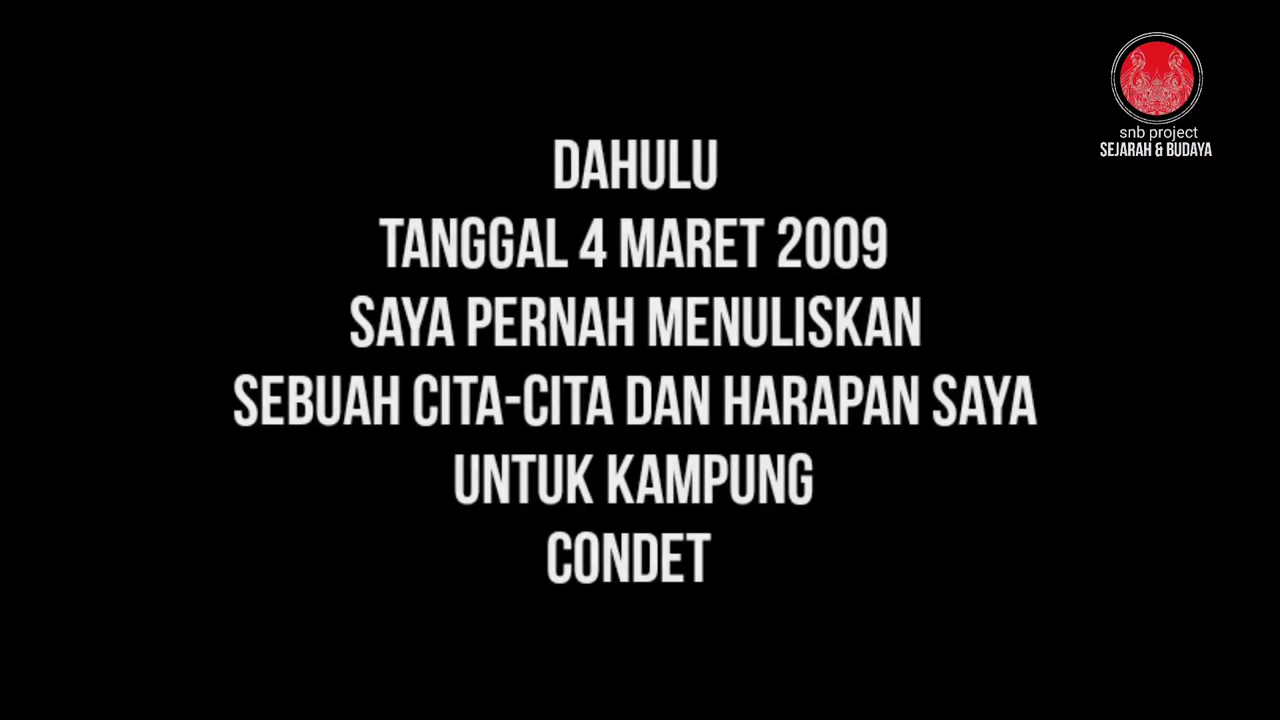 snb project
SEJARAH & BUDAYA
DAHULU
TANGGAL 4 MARET 2009
SAYA PERNAH MENULISKAN
SEBUAH CITA-CITA DAN HARAPAN SAYA
UNTUK KAMPUNG
CONDET